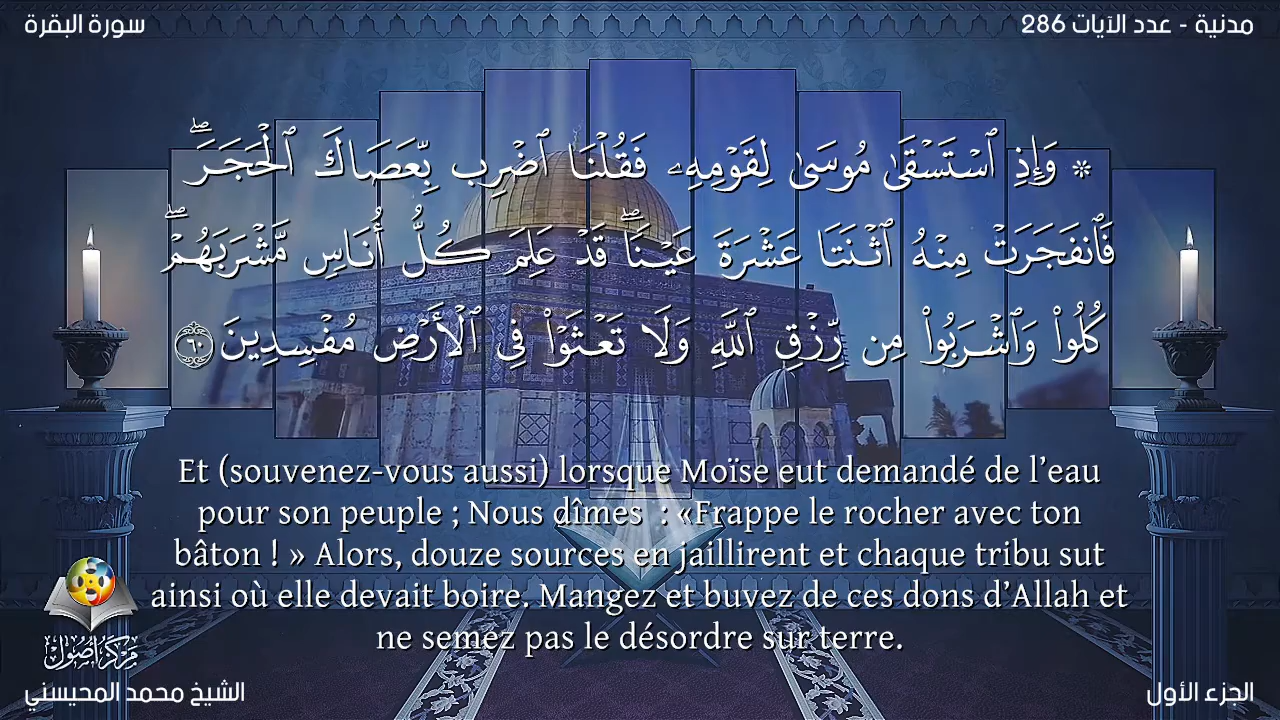 سورة البقرة
مدنية - عدد الآيات 286
۞ وَإِذِ ٱسْتَسْقَىٰ مُوسَىٰ لِقَوْمِهِۦ فَقُلْنَا ٱضْرِب بِّعَصَاكَ ٱلْحَجَرَۖ
فَٱنفَجَرَتْ مِنْهُ ٱثْنَتَا عَشْرَةَ عَيْنًاۖ قَدْ عَلِمَ كُلُّ أُنَاسٍ مَّشْرَبَهُمْۖ
كُلُوا۟ وَٱشْرَبُوا۟ مِن رِّزْقِ ٱللَّهِ وَلَا تَعْثَوْا۟ فِى ٱلْأَرْضِ مُفْسِدِينَ ٦٠
Et (souvenez-vous aussi) lorsque Moïse eut demandé de l’eau
pour son peuple ; Nous dîmes : «Frappe le rocher avec ton
bâton ! » Alors, douze sources en jaillirent et chaque tribu sut
ainsi où elle devait boire. Mangez et buvez de ces dons d’Allah et
ne semez pas le désordre sur terre.
مركز أصول
الشيخ محمد المحيسني
الجزء الأول